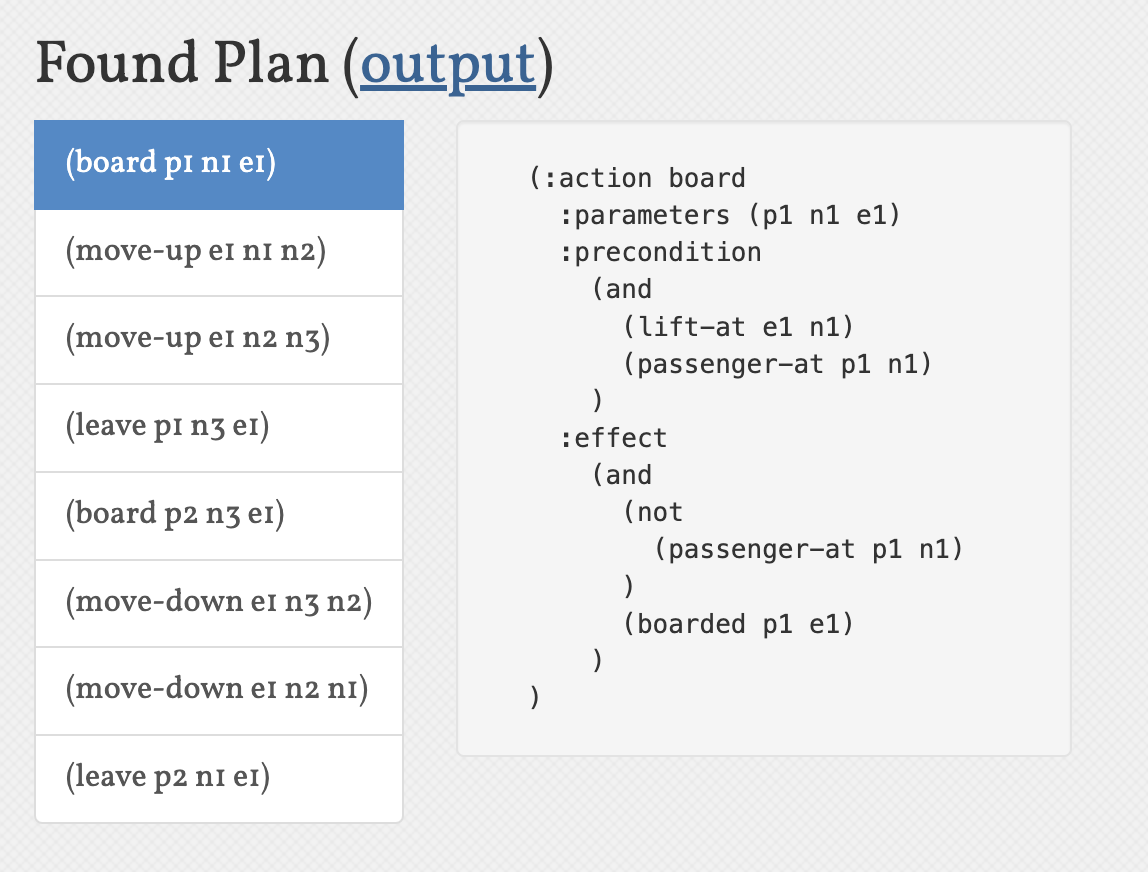 Found Plan (output)
(board p1 n1 e1)
(move-up e1 n1 n2)
(move-up e1 n2 n3)
(leave p1 n3 e1)
(board p2 n3 e1)
(move-down e1 n3 n2)
(move-down e1 n2 n1)
(leave p2 n1 e1)
(:action board
  :parameters (p1 n1 e1)
  :precondition
    (and
      (lift-at e1 n1)
      (passenger-at p1 n1)
    )
  :effect
    (and
      (not
        (passenger-at p1 n1)
      )
      (boarded p1 e1)
    )
)